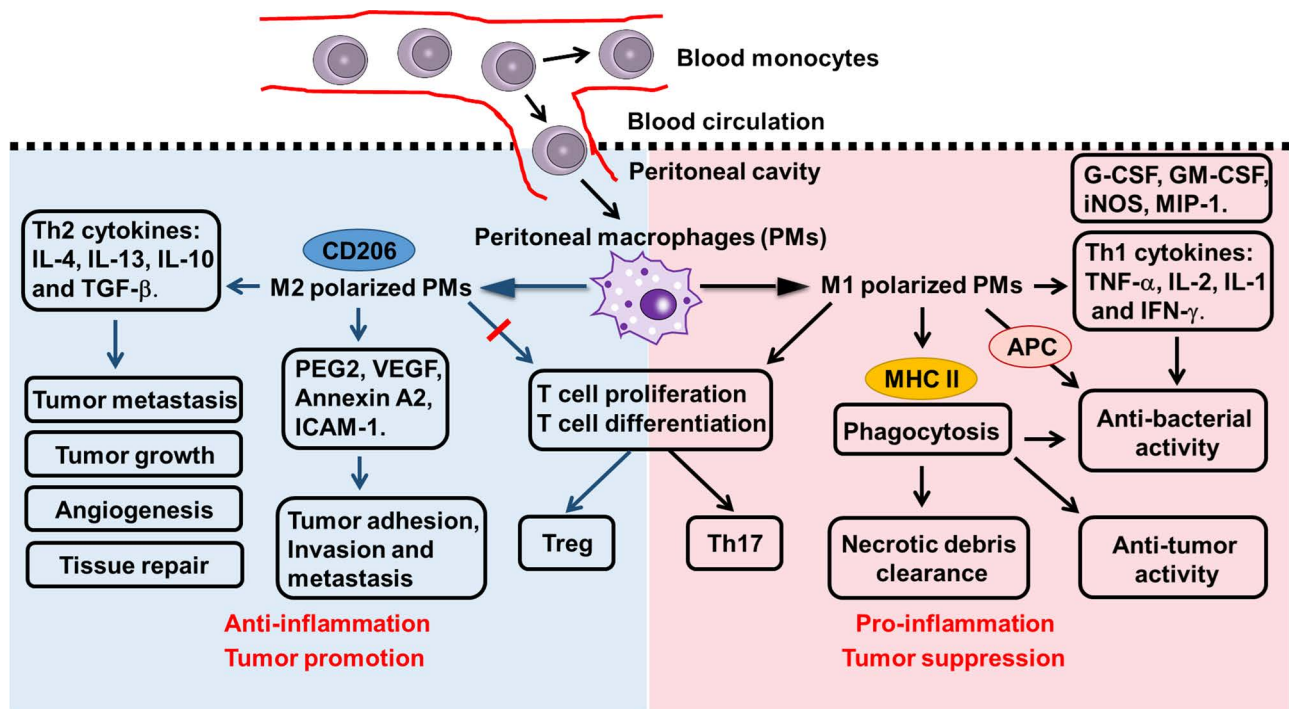 Blood monocytes
Blood circulation
Peritoneal cavity
Peritoneal macrophages (PMs)
Th2 cytokines:
IL-4, IL-13, IL-10
and TGF-β.
CD206
M2 polarized PMs
PEG2, VEGF,
Annexin A2,
ICAM-1.
Tumor metastasis
Tumor growth
Angiogenesis
Tissue repair
Tumor adhesion,
Invasion and
metastasis
T cell proliferation
T cell differentiation
Treg
Th17
M1 polarized PMs
G-CSF, GM-CSF,
iNOS, MIP-1.
Th1 cytokines:
TNF-α, IL-2, IL-1
and IFN-γ.
APC
MHC II
Phagocytosis
Anti-bacterial
activity
Necrotic debris
clearance
Anti-tumor
activity
Anti-inflammation
Tumor promotion
Pro-inflammation
Tumor suppression